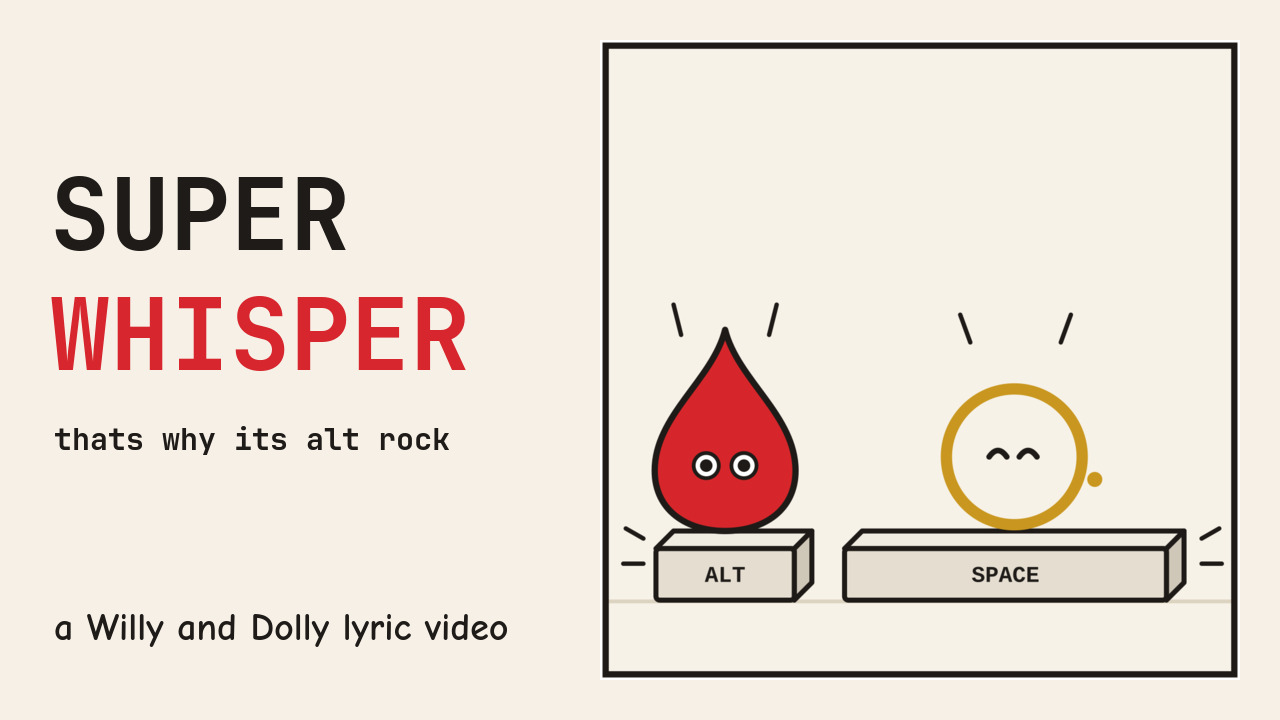 SUPER
WHISPER
thats why its alt rock
a Willy and Dolly lyric video
ALT
SPACE